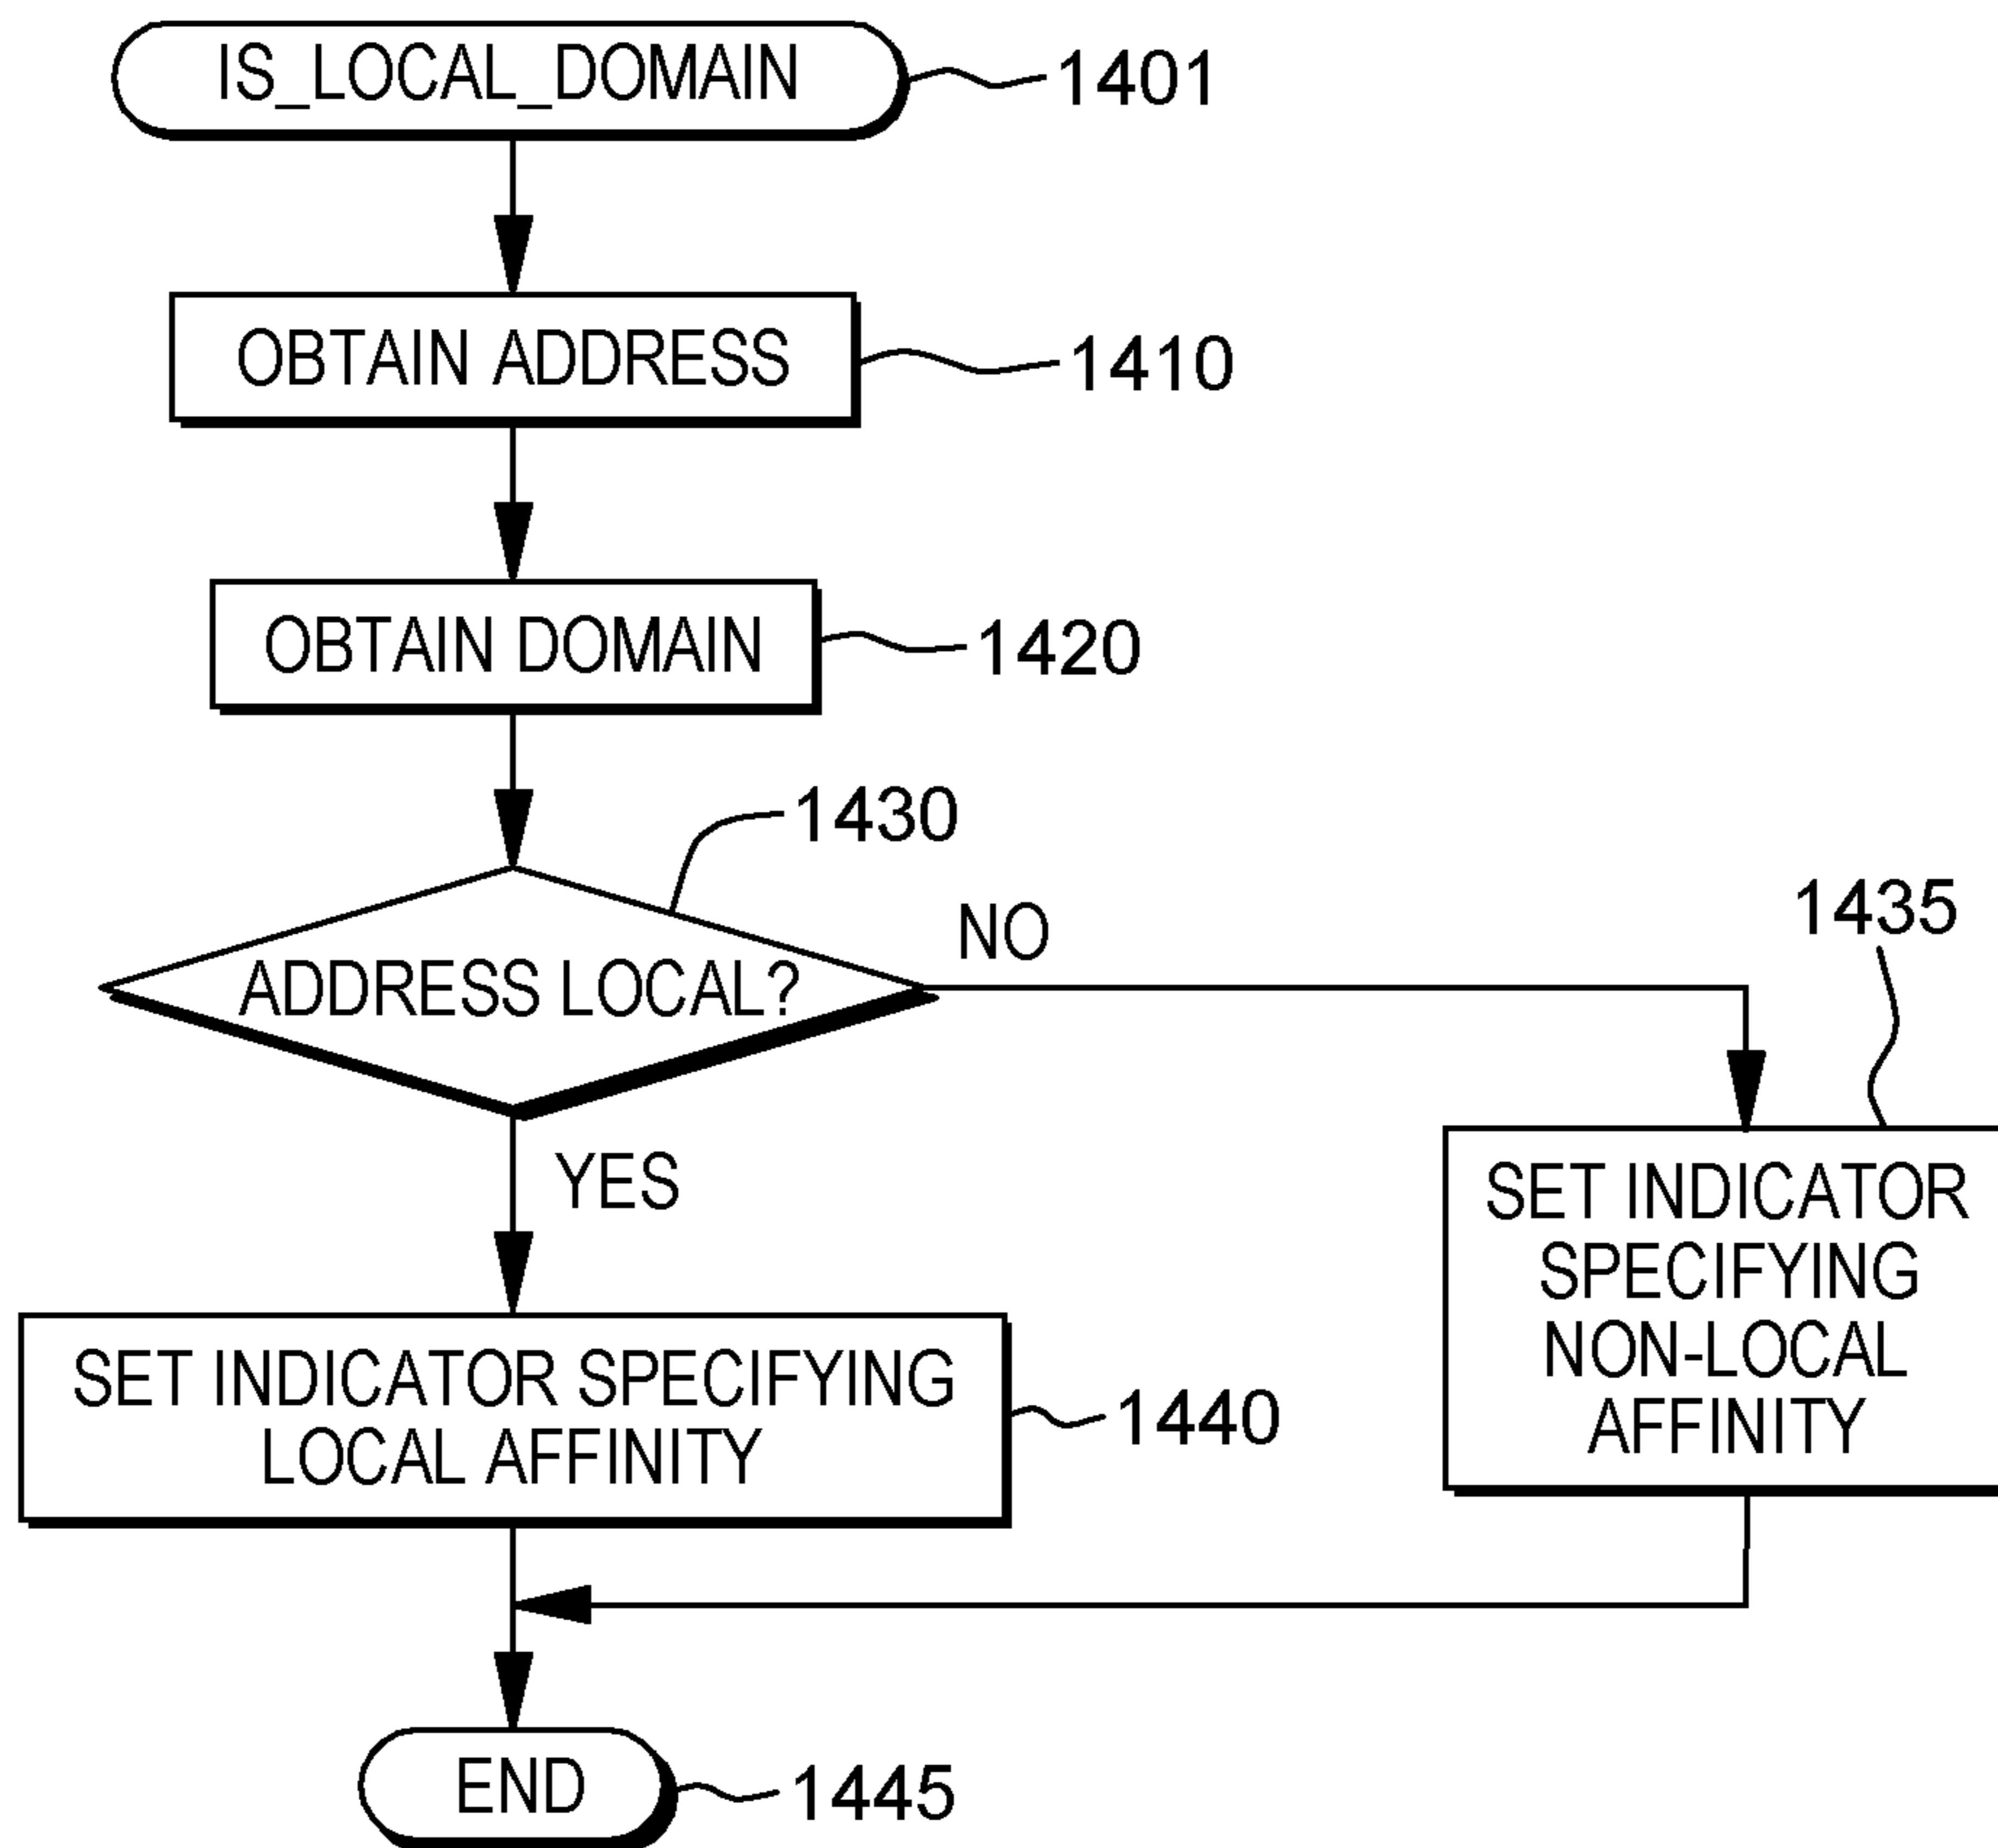 IS_LOCAL_DOMAIN
1401
OBTAIN ADDRESS
1410
OBTAIN DOMAIN
1420
1430
ADDRESS LOCAL?
NO
1435
YES
SET INDICATOR
SPECIFYING
NON-LOCAL
AFFINITY
SET INDICATOR SPECIFYING
LOCAL AFFINITY
1440
END
1445